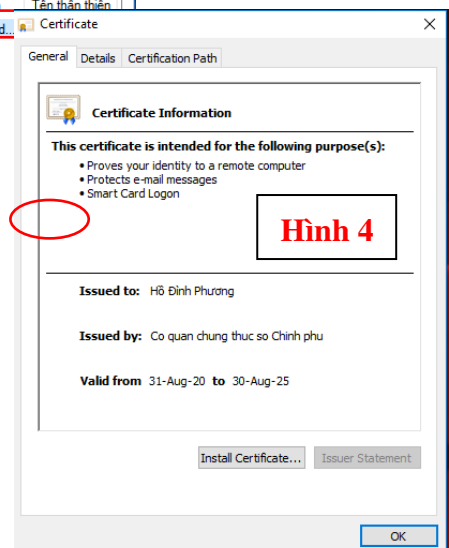 Tên thân thiện
d...
Certificate
General Details Certification Path
Certificate Information
This certificate is intended for the following purpose(s):
• Proves your identity to a remote computer
• Protects e-mail messages
• Smart Card Logon
Hình 4
Issued to: Hồ Đình Phương
Issued by: Co quan chung thuc so Chinh phu
Valid from 31-Aug-20 to 30-Aug-25
Install Certificate... Issuer Statement
OK